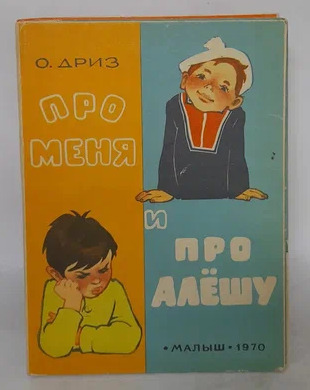 О. ДРИЗ
ПРО
МЕНЯ
И
ПРО
АЛЁШУ
• МАЛЫШ • 1970